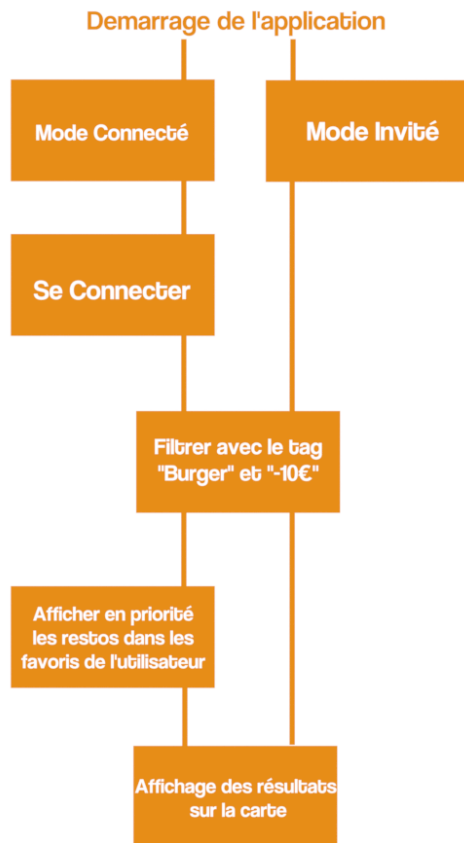 Demarrage de l'application
Mode Connecté
Mode Invité
Se Connecter
Filtrer avec le tag
"Burger" et "-10€"
Afficher en priorité
les restos dans les
favoris de l'utilisateur
Affichage des résultats
sur la carte